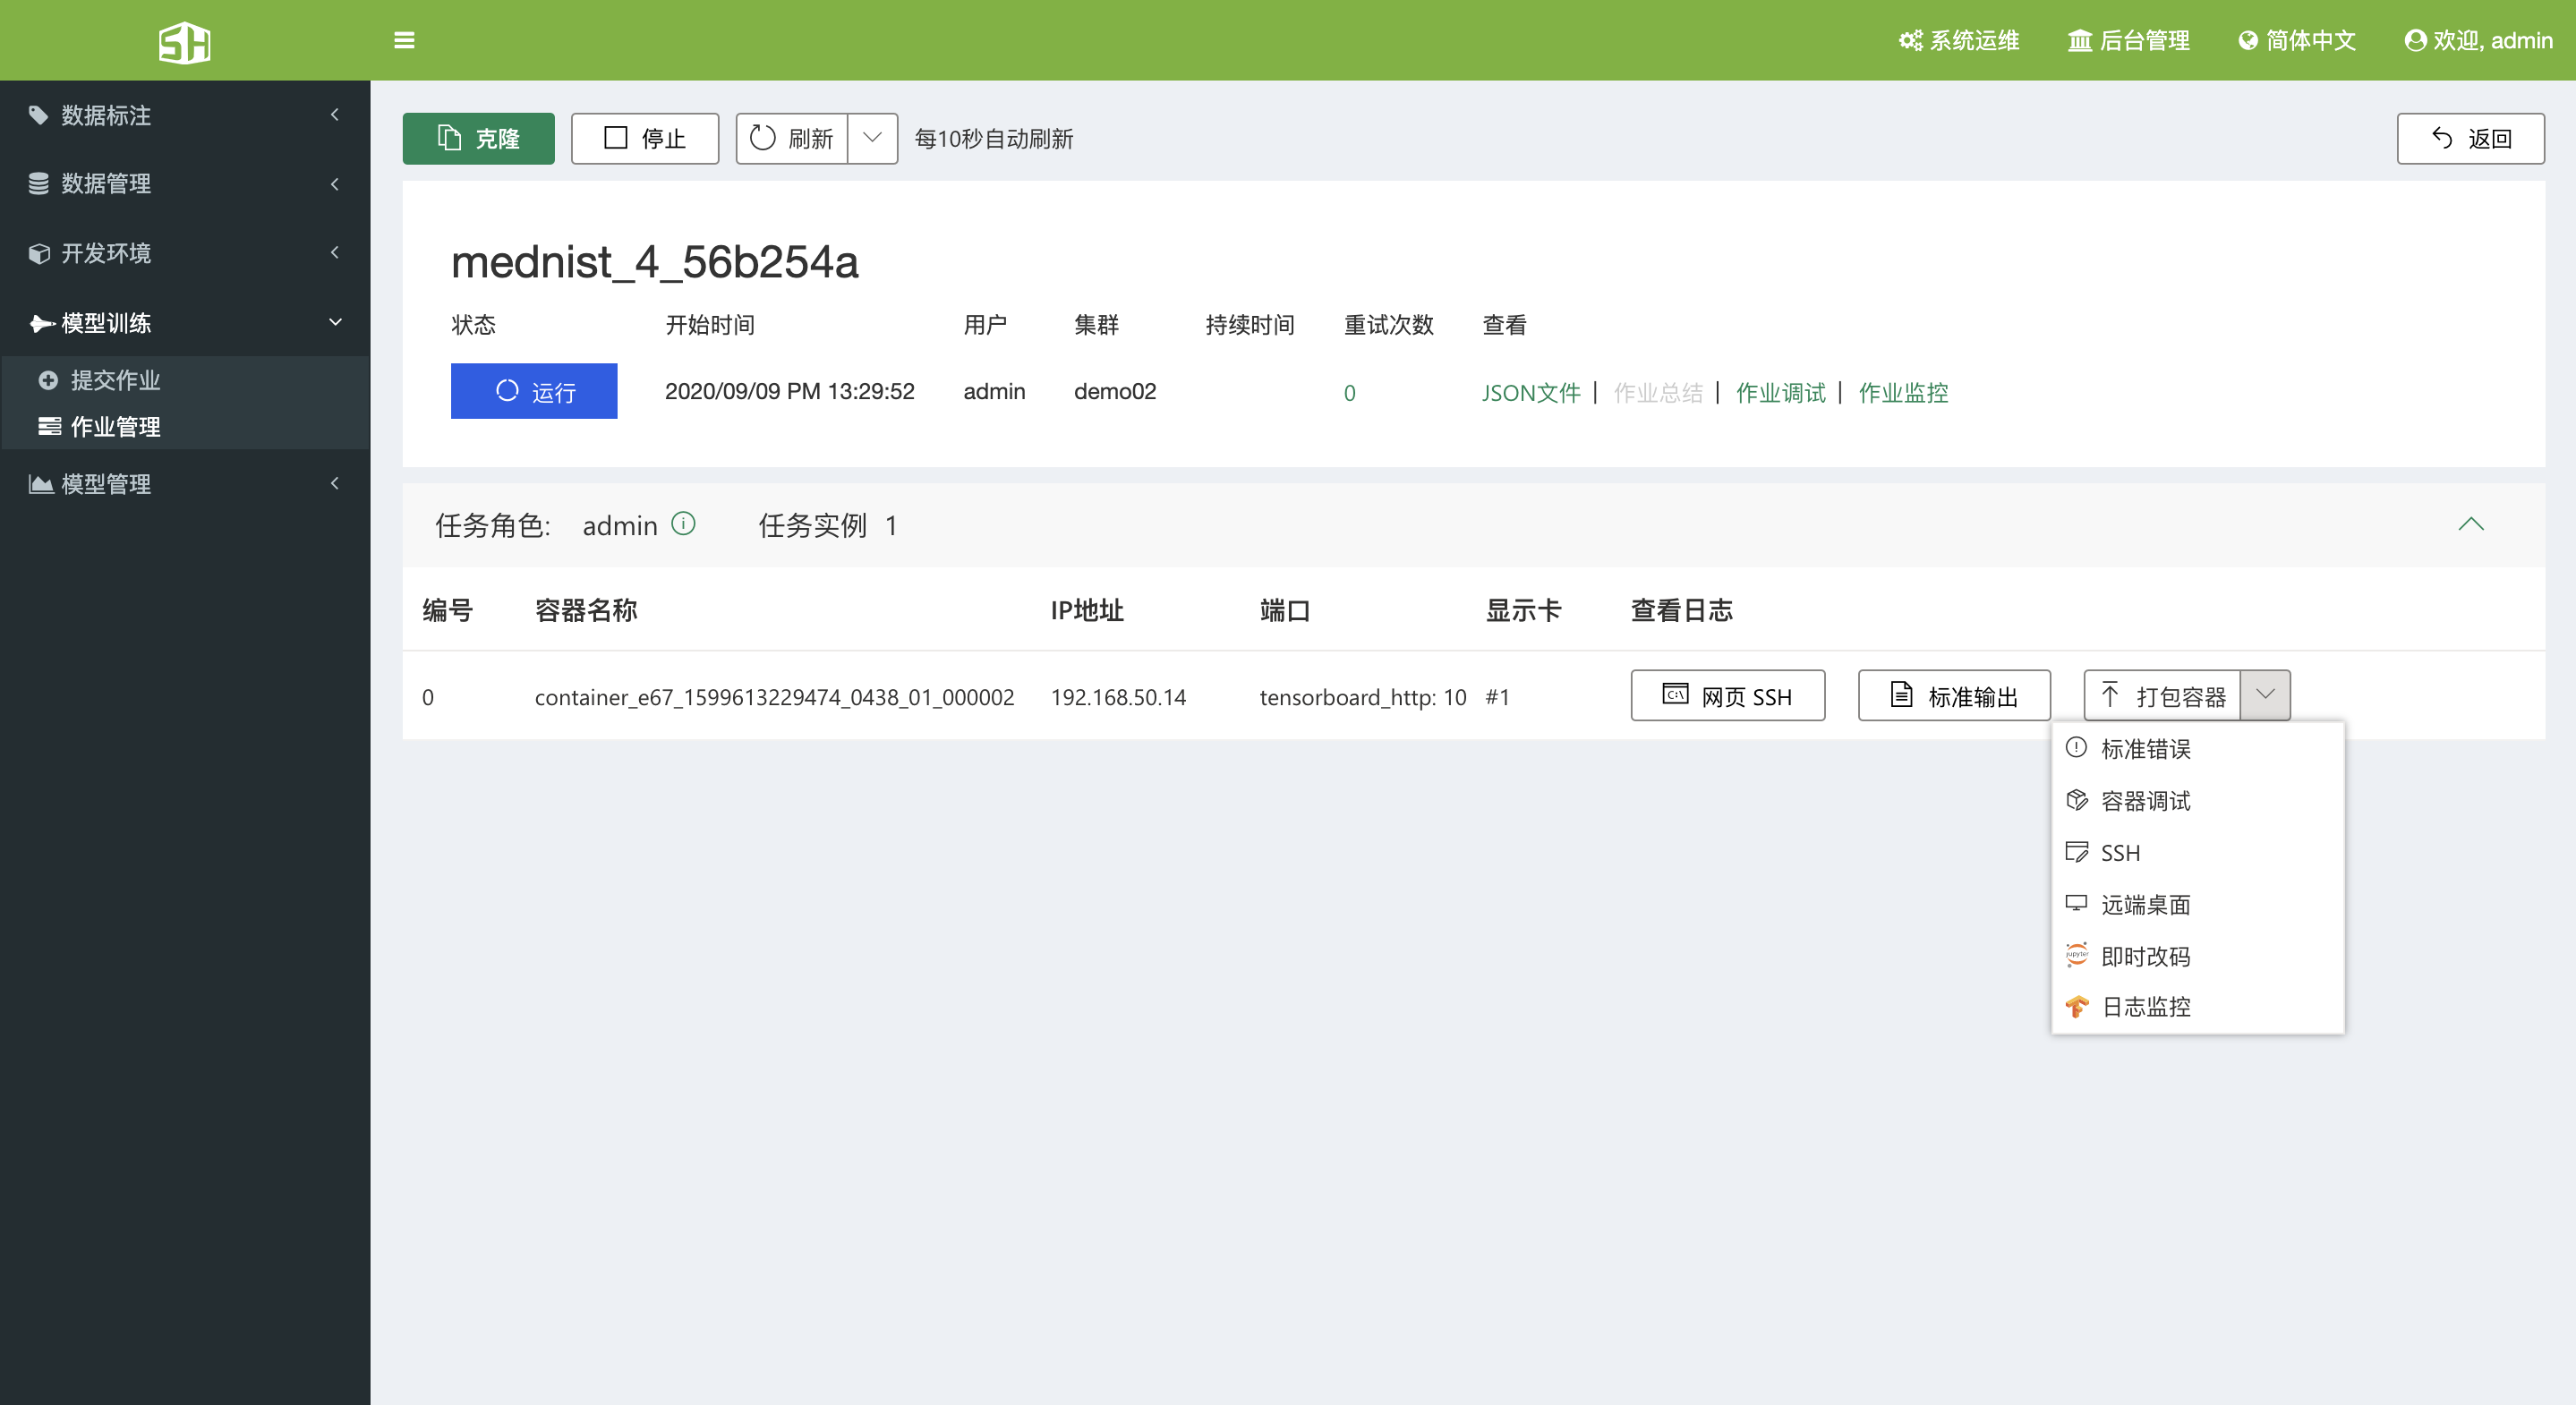 SH
系统运维 后台管理 简体中文 欢迎, admin
数据标注
数据管理
开发环境
模型训练
提交作业
作业管理
模型管理
克隆 停止 刷新 每10秒自动刷新 返回
mednist_4_56b254a
状态 开始时间 用户 集群 持续时间 重试次数 查看
运行 2020/09/09 PM 13:29:52 admin demo02 0 JSON文件 | 作业总结 | 作业调试 | 作业监控
任务角色: admin 任务实例 1
编号 容器名称 IP地址 端口 显示卡 查看日志
0 container_e67_1599613229474_0438_01_000002 192.168.50.14 tensorboard_http: 10 #1 网页 SSH 标准输出 打包容器
标准错误
容器调试
SSH
远端桌面
jupyter 即时改码
日志监控